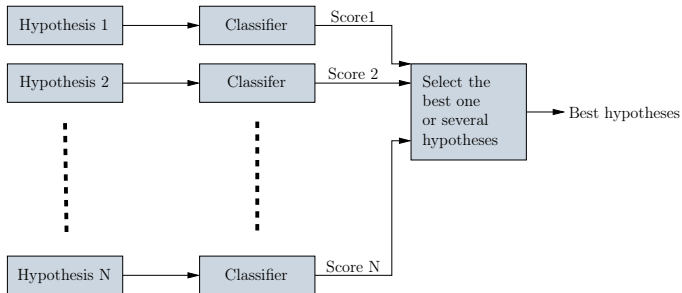 Hypothesis 1
Classifier
Score1
Hypothesis 2
Classifer
Score 2
Select the
best one
or several
hypotheses
Best hypotheses
Hypothesis N
Classifier
Score N